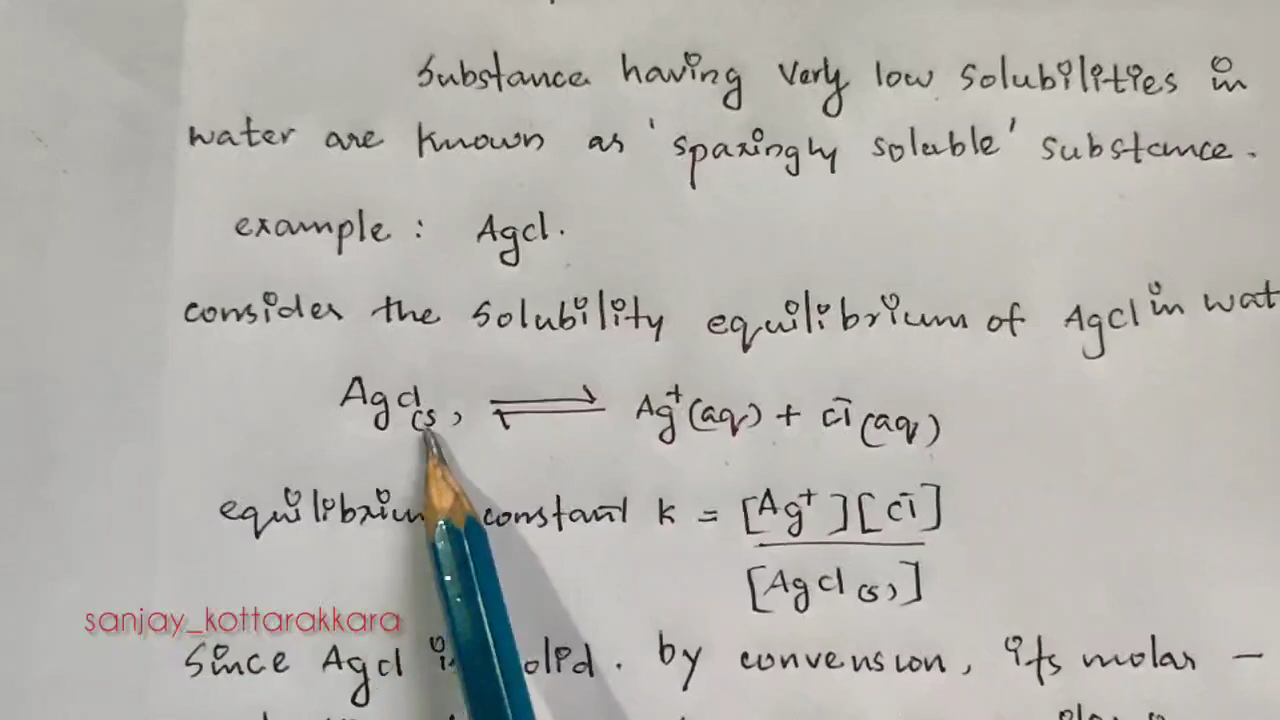 Substance having very low solubilities in
water are known as 'sparingly soluble' substance.
example : Agcl.
consider the solubility equilibrium of Agcl in wat
Agcl(s) ⇌ Ag⁺(aq) + cl⁻(aq)
equilibrium constant k = [Ag⁺][cl⁻]
[Agcl(s)]
sanjay_kottarakkara
Since Agcl solid. by convension, its molar –